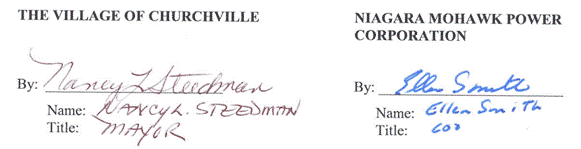 THE VILLAGE OF CHURCHVILLE
By: Nancy L Steedman
Name: NANCY L. STEEDMAN
Title: MAYOR
NIAGARA MOHAWK POWER
CORPORATION
By: Ellen Smith
Name: Ellen Smith
Title: COO